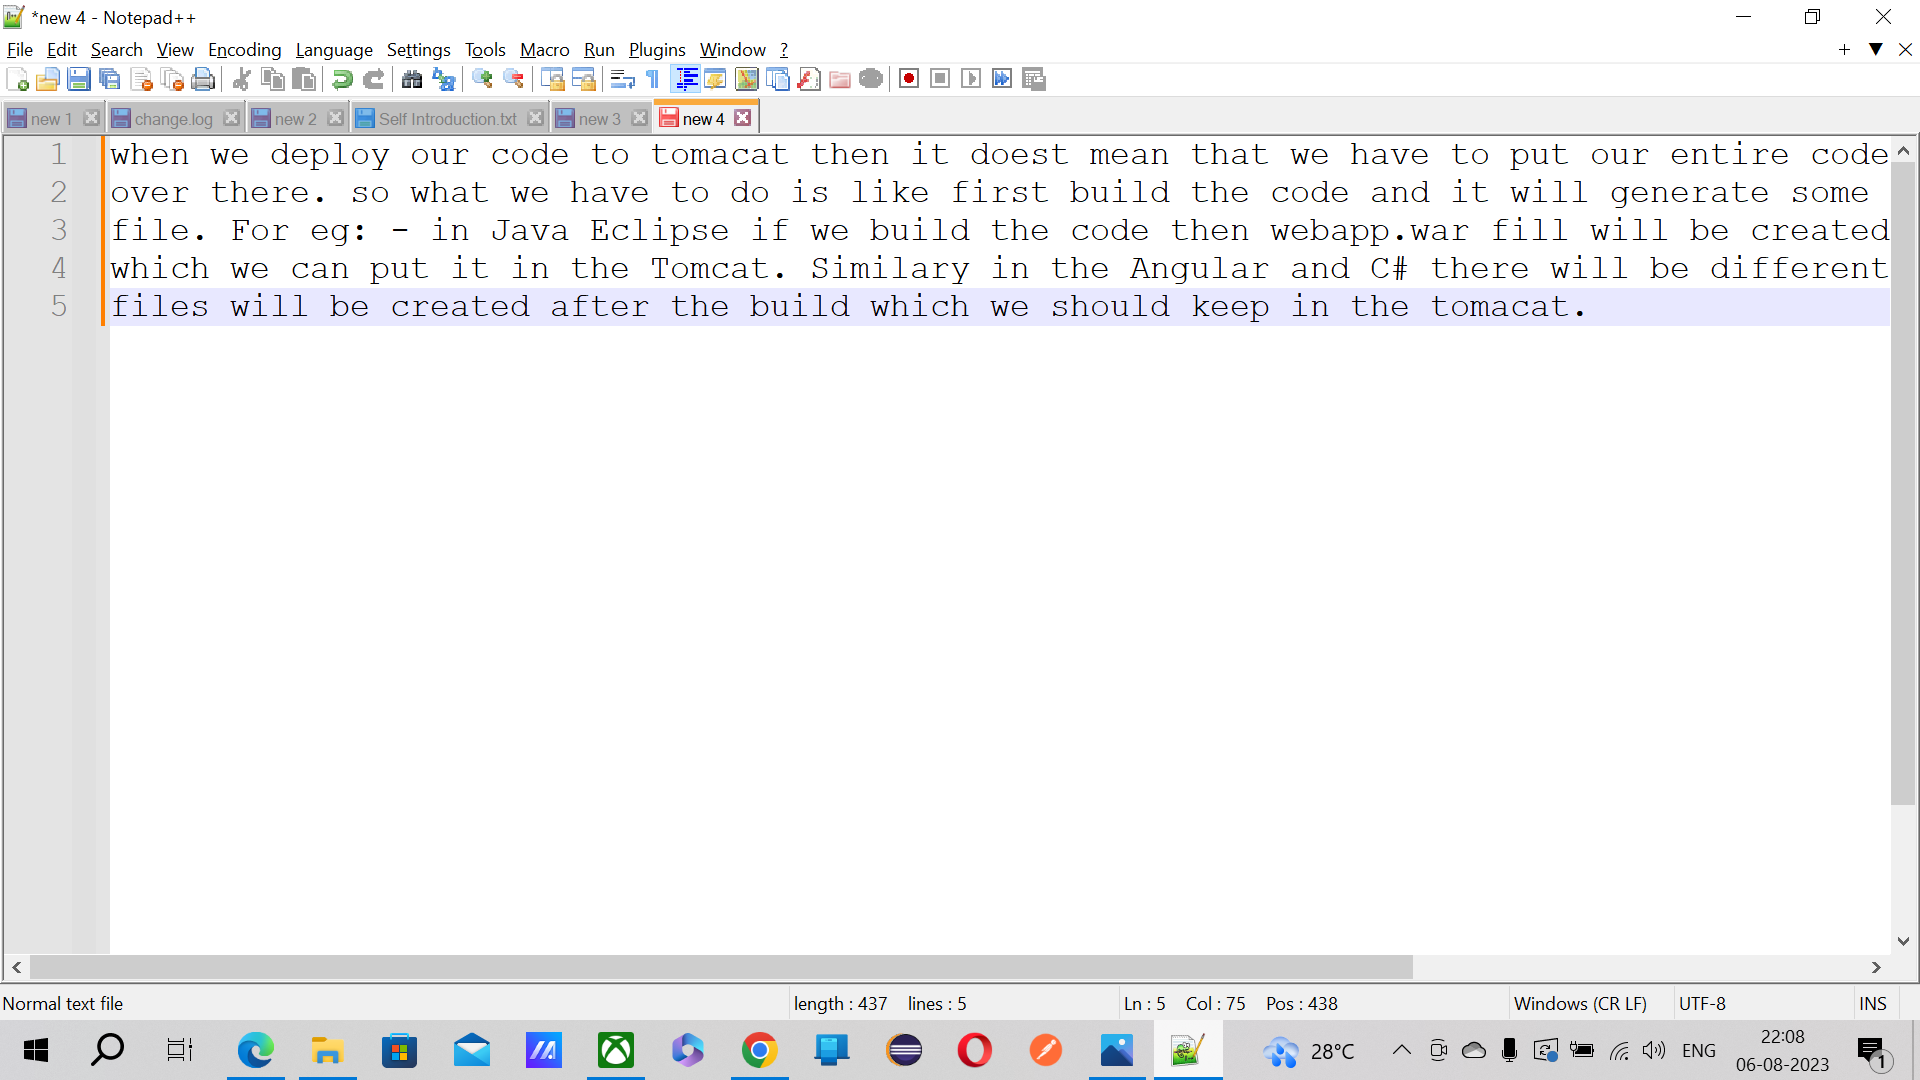 *new 4 - Notepad++
File Edit Search View Encoding Language Settings Tools Macro Run Plugins Window ?
new 1 change.log new 2 Self Introduction.txt new 3 new 4
1 when we deploy our code to tomacat then it doest mean that we have to put our entire code
2 over there. so what we have to do is like first build the code and it will generate some
3 file. For eg: - in Java Eclipse if we build the code then webapp.war fill will be created
4 which we can put it in the Tomcat. Similary in the Angular and C# there will be different
5 files will be created after the build which we should keep in the tomacat.
Normal text file length : 437 lines : 5 Ln : 5 Col : 75 Pos : 438 Windows (CR LF) UTF-8 INS
28°C ENG 22:08
06-08-2023 1